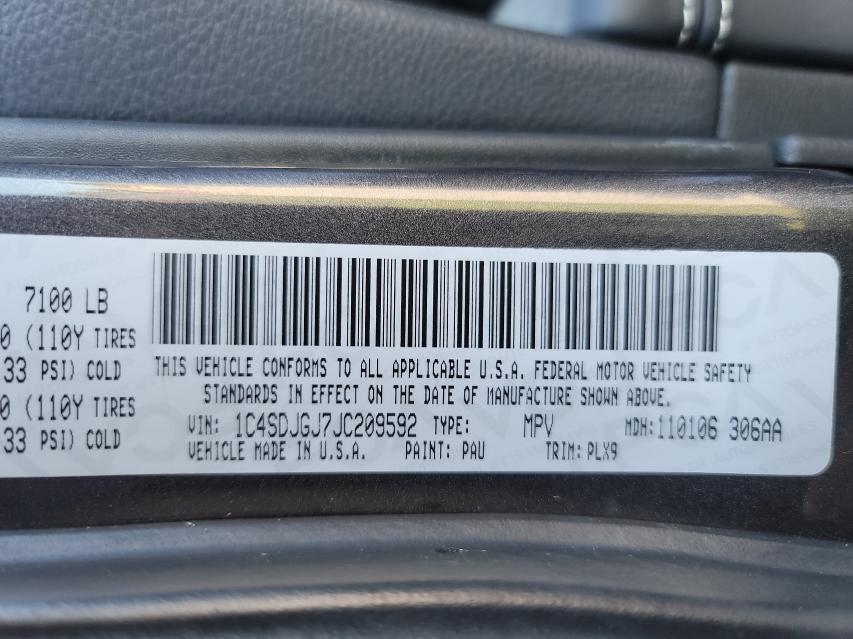 7100 LB
0 (110Y TIRES
33 PSI) COLD
0 (110Y
33 PSI) COLD
THIS VEHICLE CONFORMS TO ALL APPLICABLE U.S.A. FEDERAL MOTOR VEHICLE SAFETY
STANDARDS IN EFFECT ON THE DATE OF MANUFACTURE SHOWN ABOVE.
VIN: 1C4SDJGJ7JC209592 TYPE: MPV MDH:110106 306AA
VEHICLE MADE IN U.S.A. PAINT: PAU TRIM: PLX9